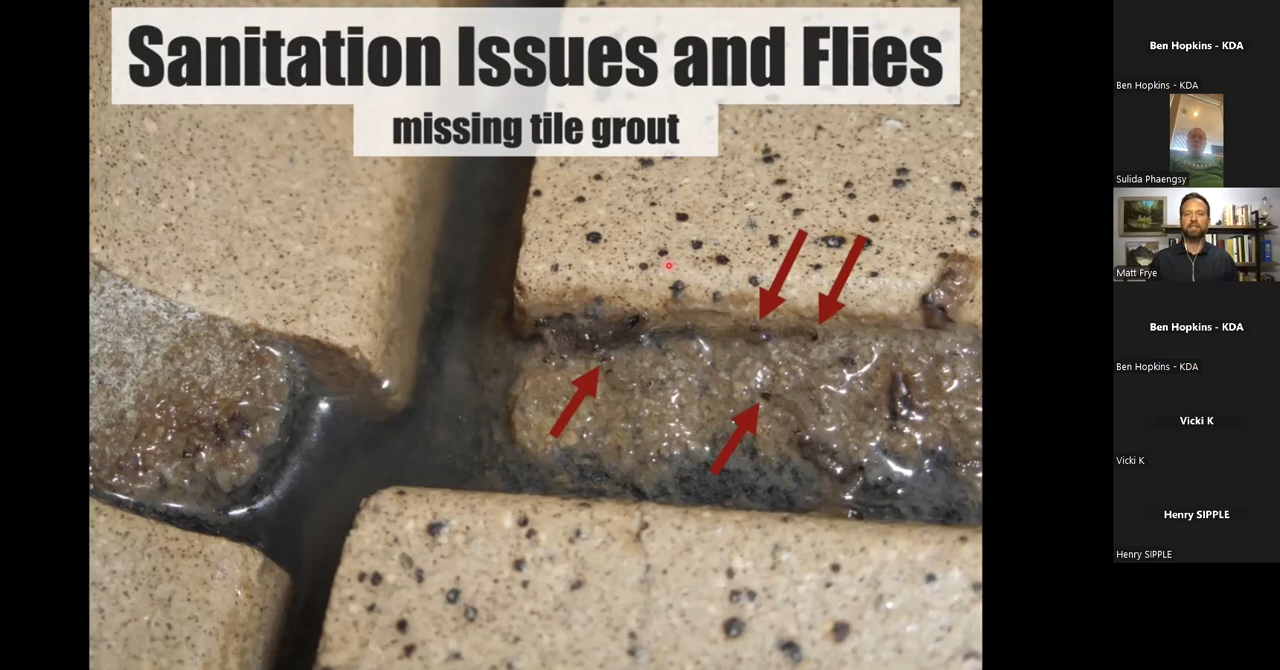 Sanitation Issues and Flies
missing tile grout
Ben Hopkins - KDA
Ben Hopkins - KDA
Sulida Phaengsy
Matt Frye
Ben Hopkins - KDA
Ben Hopkins - KDA
Vicki K
Vicki K
Henry SIPPLE
Henry SIPPLE